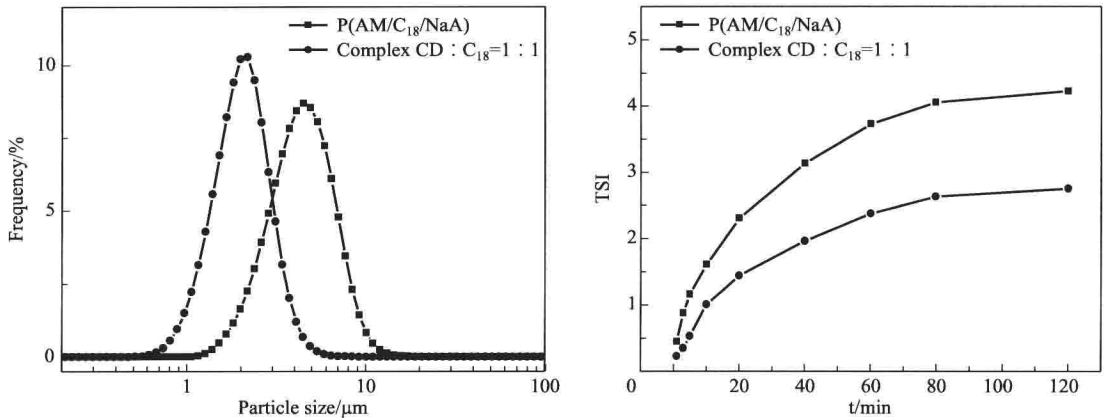 P(AM/C₁₈/NaA)
Complex CD：C₁₈=1：1
Frequency/%
10
5
0
1
10
100
Particle size/μm
P(AM/C₁₈/NaA)
Complex CD：C₁₈=1：1
TSI
5
4
3
2
1
0
20
40
60
80
100
120
t/min